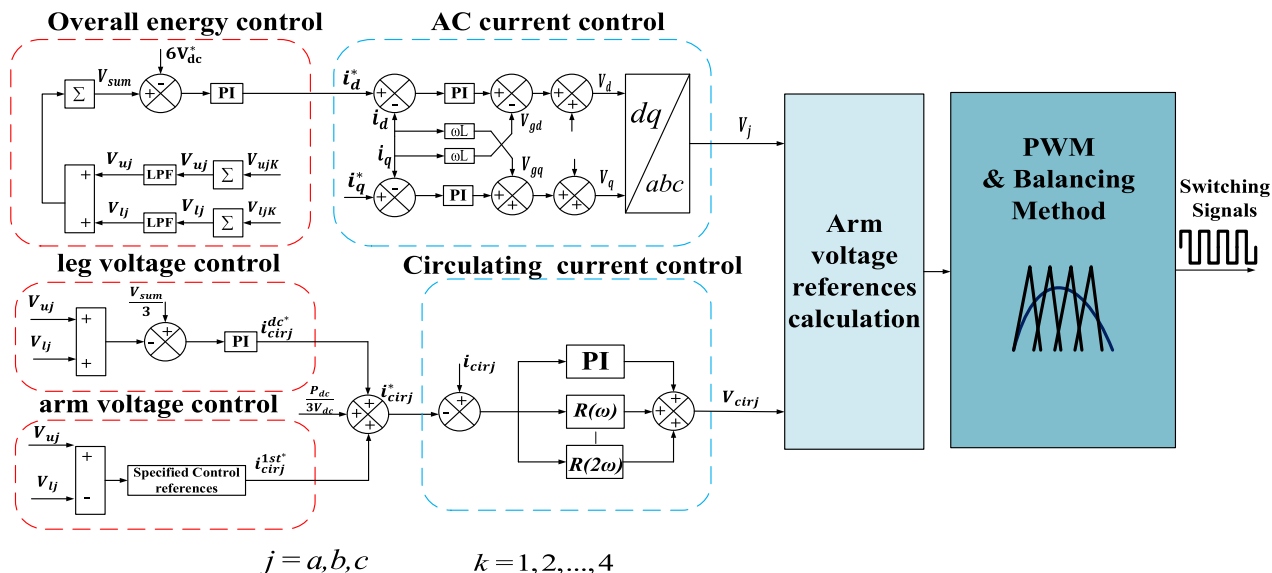 Overall energy control
AC current control
6V*dc
Vsum
Σ
+
-
PI
i*d
+
-
PI
+
-
+
+
Vd
id
ωL
Vgd
iq
ωL
Vgq
i*q
+
-
PI
+
+
+
+
Vq
dq
abc
Vj
+
+
Vuj
LPF
Vuj
Σ
VujK
Vlj
LPF
Vlj
Σ
VljK
leg voltage control
Vuj
Vlj
+
+
Vsum
3
+
-
PI
i^dc*cirj
Pdc
3Vdc
+
+
+
i*cirj
arm voltage control
Vuj
Vlj
+
-
Specified Control
references
i^1st*cirj
Circulating current control
icirj
+
-
PI
R(ω)
R(2ω)
+
+
+
Vcirj
Arm
voltage
references
calculation
PWM
& Balancing
Method
Switching
Signals
j = a,b,c
k = 1, 2, ..., 4